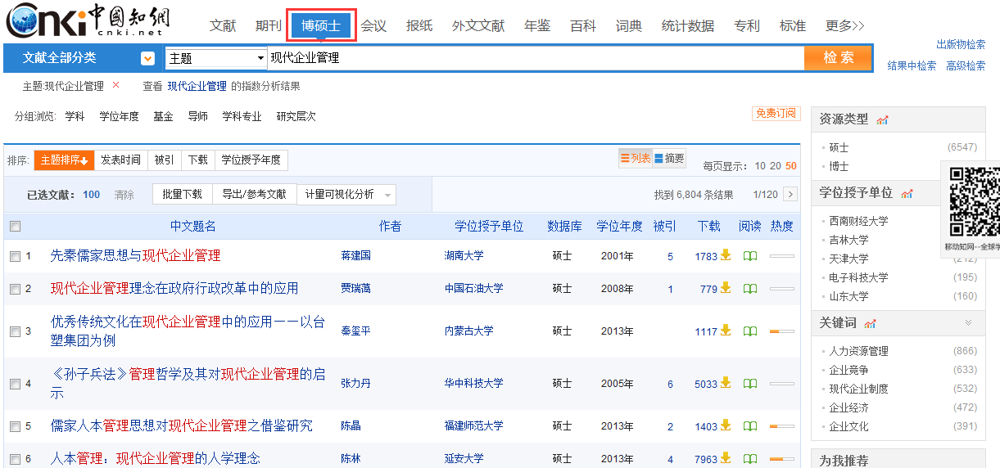 Cnki中國知網
cnki.net
文献 期刊 博硕士 会议 报纸 外文文献 年鉴 百科 词典 统计数据 专利 标准 更多>>
文献全部分类 主题 现代企业管理 检索
出版物检索
结果中检索 高级检索
主题:现代企业管理 × 查看 现代企业管理 的指数分析结果
分组浏览: 学科 学位年度 基金 导师 学科专业 研究层次
免费订阅
排序: 主题排序↓ 发表时间 被引 下载 学位授予年度
列表 摘要 每页显示: 10 20 50
已选文献: 100 清除 批量下载 导出/参考文献 计量可视化分析
找到 6,804 条结果 1/120 >
中文题名 作者 学位授予单位 数据库 学位年度 被引 下载 阅读 热度
1 先秦儒家思想与现代企业管理 蒋建国 湖南大学 硕士 2001年 5 1783
2 现代企业管理理念在政府行政改革中的应用 贾瑞蔼 中国石油大学 硕士 2008年 1 779
3 优秀传统文化在现代企业管理中的应用——以台
塑集团为例 秦玺平 内蒙古大学 硕士 2013年 1117
4 《孙子兵法》管理哲学及其对现代企业管理的启
示 张力丹 华中科技大学 硕士 2005年 6 5033
5 儒家人本管理思想对现代企业管理之借鉴研究 陈晶 福建师范大学 硕士 2013年 2 1403
6 人本管理：现代企业管理的人学理念 陈林 延安大学 硕士 2013年 4 7963
资源类型
硕士 (6547)
博士
学位授予单位
西南财经大学
吉林大学
天津大学 (212)
电子科技大学 (195)
山东大学 (160)
关键词
人力资源管理 (866)
企业竞争 (633)
现代企业制度 (532)
企业经济 (472)
企业文化 (391)
为我推荐
移动知网--全球学